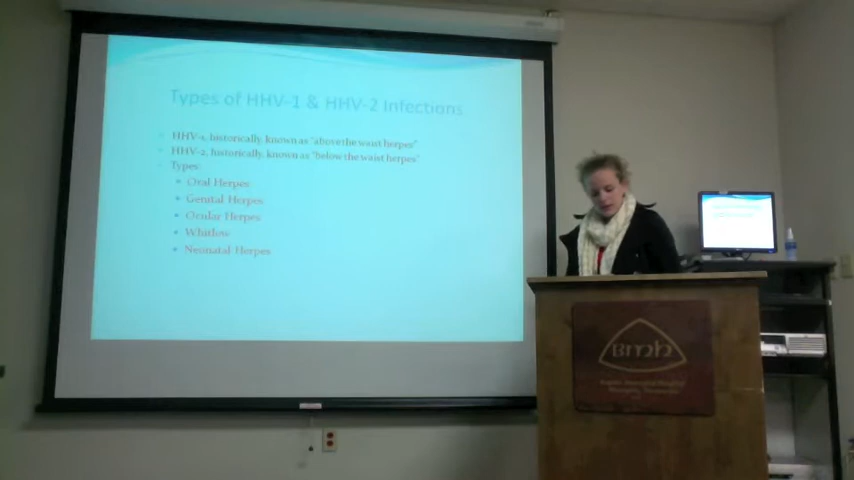 Types of HHV-1 & HHV-2 Infections
HHV-1, historically, known as "above the waist herpes"
HHV-2, historically, known as "below the waist herpes"
Types:
Oral Herpes
Genital Herpes
Ocular Herpes
Whitlow
Neonatal Herpes
Bmh